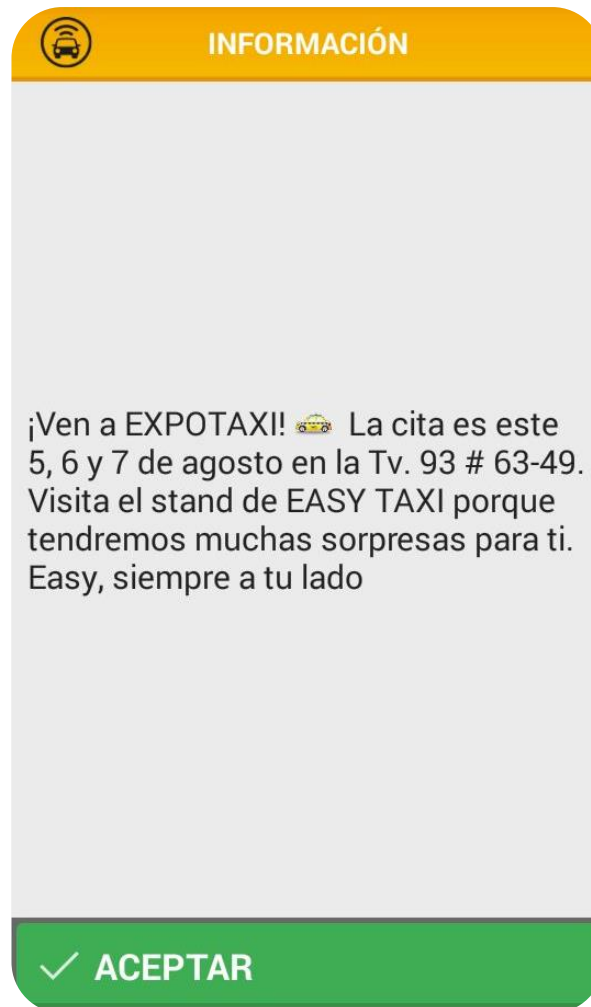 INFORMACIÓN
¡Ven a EXPOTAXI! 🚕 La cita es este
5, 6 y 7 de agosto en la Tv. 93 # 63-49.
Visita el stand de EASY TAXI porque
tendremos muchas sorpresas para ti.
Easy, siempre a tu lado
ACEPTAR